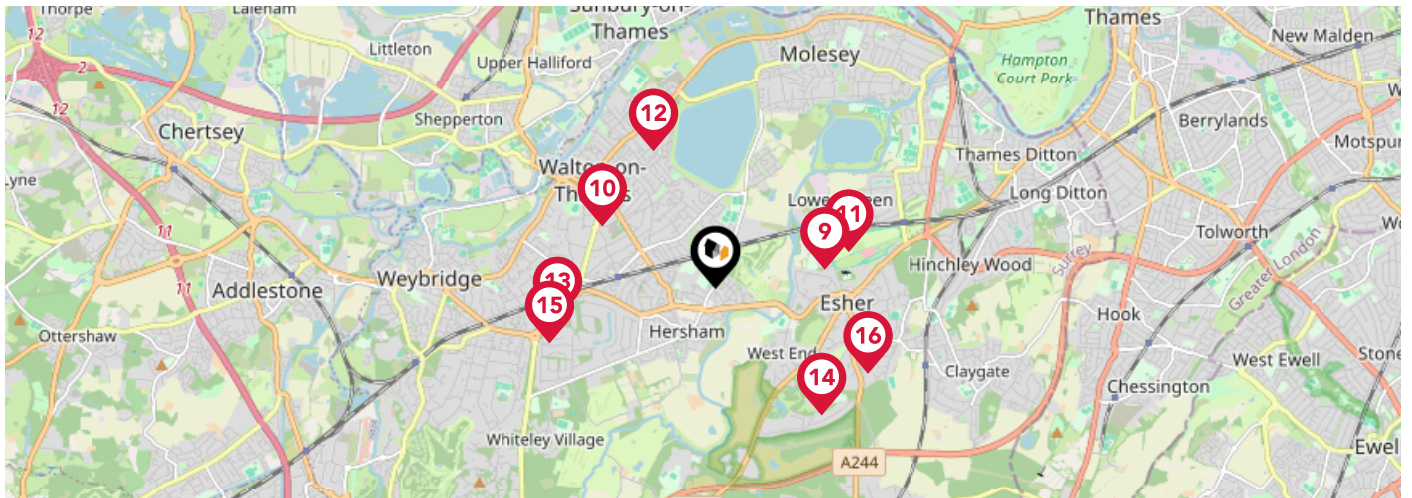 Thorpe
Laleham
Sunbury-on-
Thames
Thames
New Malden
12
2
Littleton
Upper Halliford
Molesey
Hampton
Court Park
12
Shepperton
12
Chertsey
Berrylands
Motspur
Thames Ditton
Walton-on-
Thames
10
Lyne
Long Ditton
Lower Green
11
9
11
Tolworth
Surrey
Greater London
Hinchley Wood
Weybridge
13
11
Addlestone
15
Esher
Hook
Ottershaw
Hersham
16
West End
West Ewell
14
Claygate
Chessington
Whiteley Village
Ewell
A244